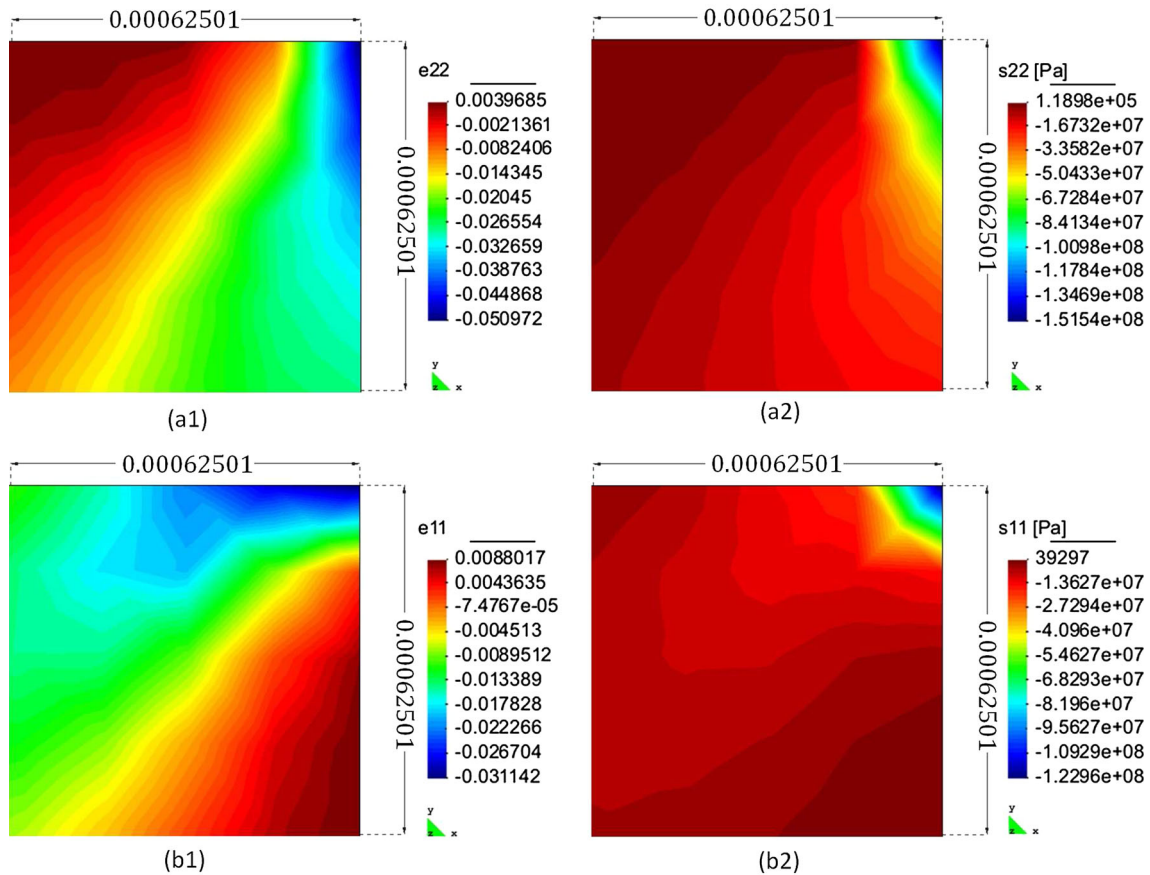 0.00062501
0.00062501
e22
0.0039685
-0.0021361
-0.0082406
-0.014345
-0.02045
-0.026554
-0.032659
-0.038763
-0.044868
-0.050972
y
z x
(a1)
0.00062501
0.00062501
s22 [Pa]
1.1898e+05
-1.6732e+07
-3.3582e+07
-5.0433e+07
-6.7284e+07
-8.4134e+07
-1.0098e+08
-1.1784e+08
-1.3469e+08
-1.5154e+08
y
z x
(a2)
0.00062501
0.00062501
e11
0.0088017
0.0043635
-7.4767e-05
-0.004513
-0.0089512
-0.013389
-0.017828
-0.022266
-0.026704
-0.031142
y
z x
(b1)
0.00062501
0.00062501
s11 [Pa]
39297
-1.3627e+07
-2.7294e+07
-4.096e+07
-5.4627e+07
-6.8293e+07
-8.196e+07
-9.5627e+07
-1.0929e+08
-1.2296e+08
y
z x
(b2)